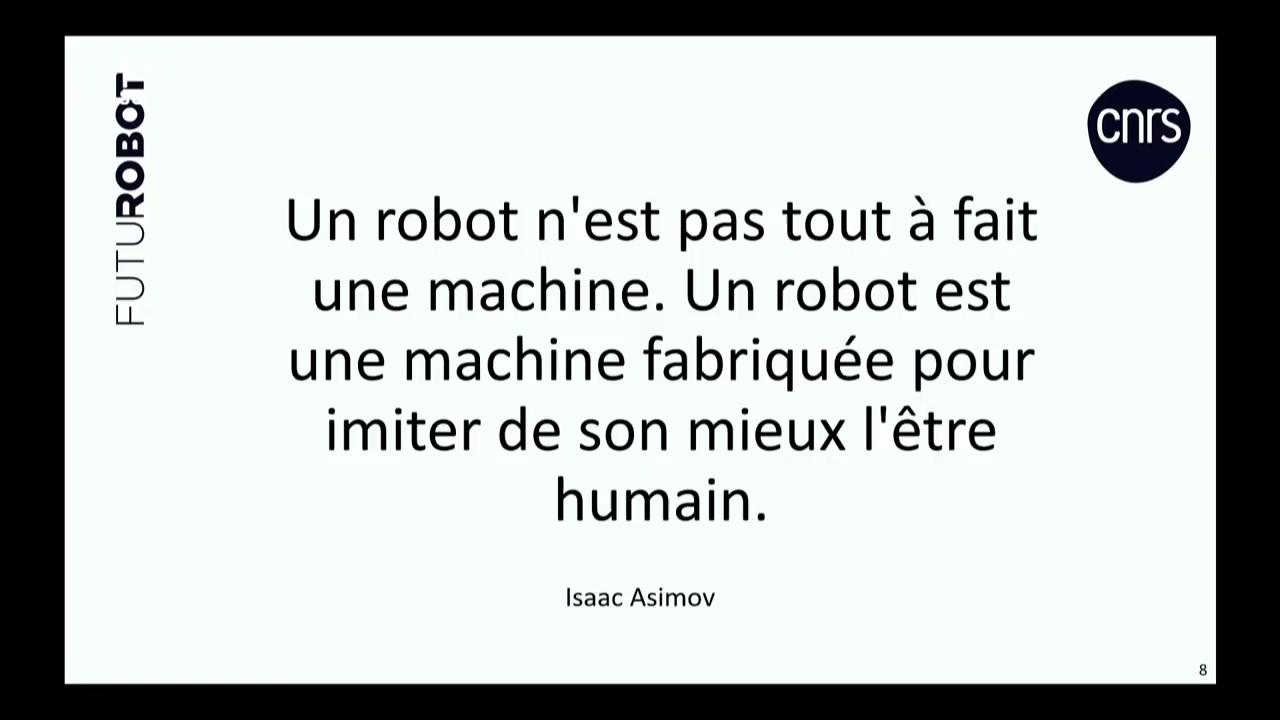 FUTUROBOT
cnrs
Un robot n'est pas tout à fait
une machine. Un robot est
une machine fabriquée pour
imiter de son mieux l'être
humain.
Isaac Asimov
8